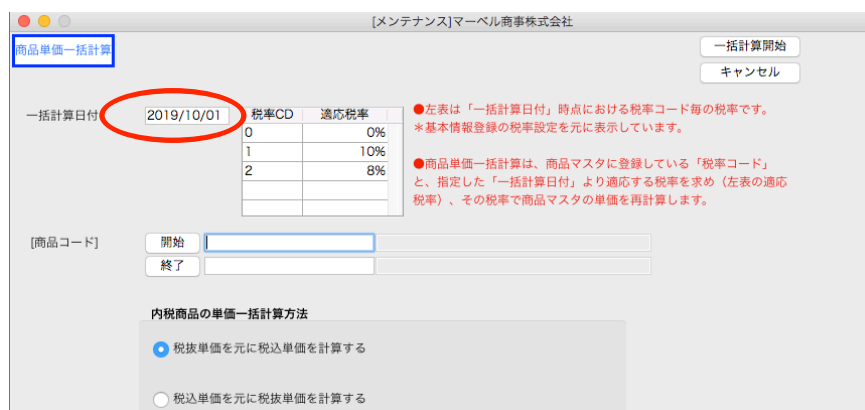 [メンテナンス]マーベル商事株式会社
商品単価一括計算
一括計算開始
キャンセル
一括計算日付
2019/10/01
税率CD 適応税率
0 0%
1 10%
2 8%
●左表は「一括計算日付」時点における税率コード毎の税率です。
＊基本情報登録の税率設定を元に表示しています。
●商品単価一括計算は、商品マスタに登録している「税率コード」
と、指定した「一括計算日付」より適応する税率を求め（左表の適応
税率）、その税率で商品マスタの単価を再計算します。
[商品コード]
開始
終了
内税商品の単価一括計算方法
税抜単価を元に税込単価を計算する
税込単価を元に税抜単価を計算する